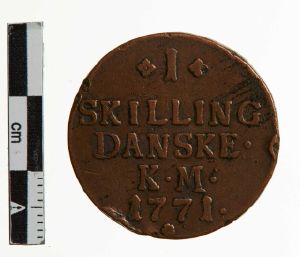 1
SKILLING
DANSKE·
K·M·
1771·
cm
A